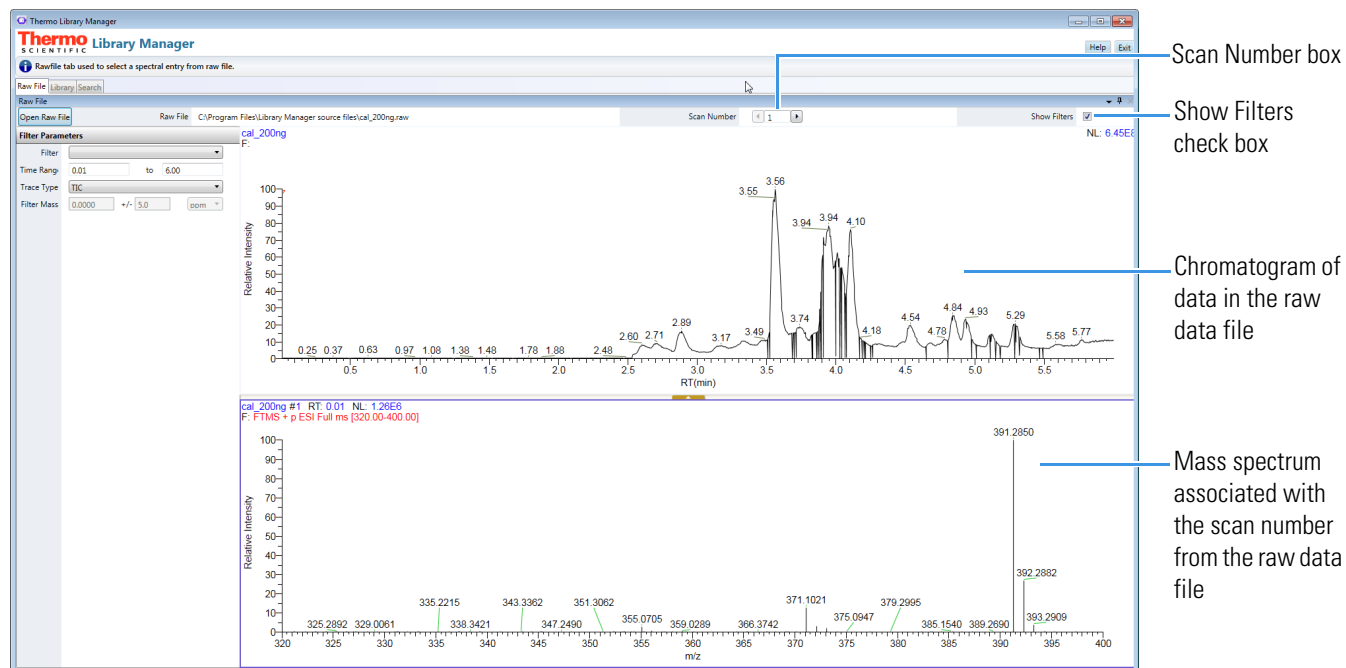 Thermo Library Manager
Thermo
SCIENTIFIC
Library Manager
Help Exit
Rawfile tab used to select a spectral entry from raw file.
Raw File Library Search
Raw File
Open Raw File Raw File C:\Program Files\Library Manager source files\cal_200ng.raw Scan Number 1 Show Filters
Filter Parameters
Filter
Time Rang 0.01 to 6.00
Trace Type TIC
Filter Mass 0.0000 +/- 5.0 ppm
cal_200ng NL: 6.45E8
F:
100
90
80
70
60
50
40
30
20
10
0
Relative Intensity
3.56
3.55
3.94 3.94 4.10
0.25 0.37 0.63 0.97 1.08 1.38 1.48 1.78 1.88 2.48 2.60 2.71 2.89 3.17 3.49 3.74 4.18 4.54 4.78 4.84 4.93 5.29 5.58 5.77
0.5 1.0 1.5 2.0 2.5 3.0 3.5 4.0 4.5 5.0 5.5
RT(min)
cal_200ng #1 RT: 0.01 NL: 1.26E6
F: FTMS + p ESI Full ms [320.00-400.00]
100
90
80
70
60
50
40
30
20
10
0
Relative Intensity
391.2850
392.2882
393.2909
335.2215 343.3362 351.3062 371.1021 379.2995
325.2892 329.0061 338.3421 347.2490 355.0705 359.0289 366.3742 375.0947 385.1540 389.2690
320 325 330 335 340 345 350 355 360 365 370 375 380 385 390 395 400
m/z
Scan Number box
Show Filters
check box
Chromatogram of
data in the raw
data file
Mass spectrum
associated with
the scan number
from the raw data
file